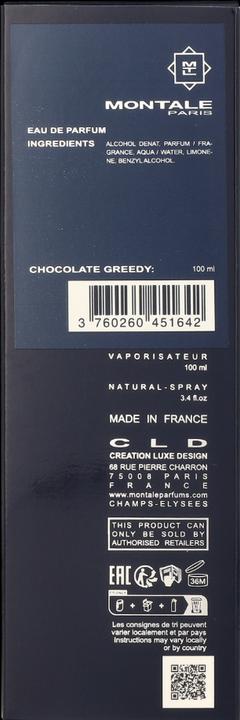 MONTALE
PARIS
EAU DE PARFUM
INGREDIENTS ALCOHOL DENAT, PARFUM / FRA-
GRANCE, AQUA / WATER, LIMONE-
NE, BENZYL ALCOHOL.
CHOCOLATE GREEDY: 100 ml
3 760260 451642
VAPORISATEUR
100 ml
NATURAL-SPRAY
3.4 fl.oz
MADE IN FRANCE
C L D
CREATION LUXE DESIGN
68 RUE PIERRE CHARRON
75008 PARIS
FRANCE
www.montaleparfums.com
CHAMPS-ELYSEES
THIS PRODUCT CAN
ONLY BE SOLD BY
AUTHORISED RETAILERS
EAC 36M
Les consignes de tri peuvent
varier localement et par pays
Instructions may vary locally
or by country